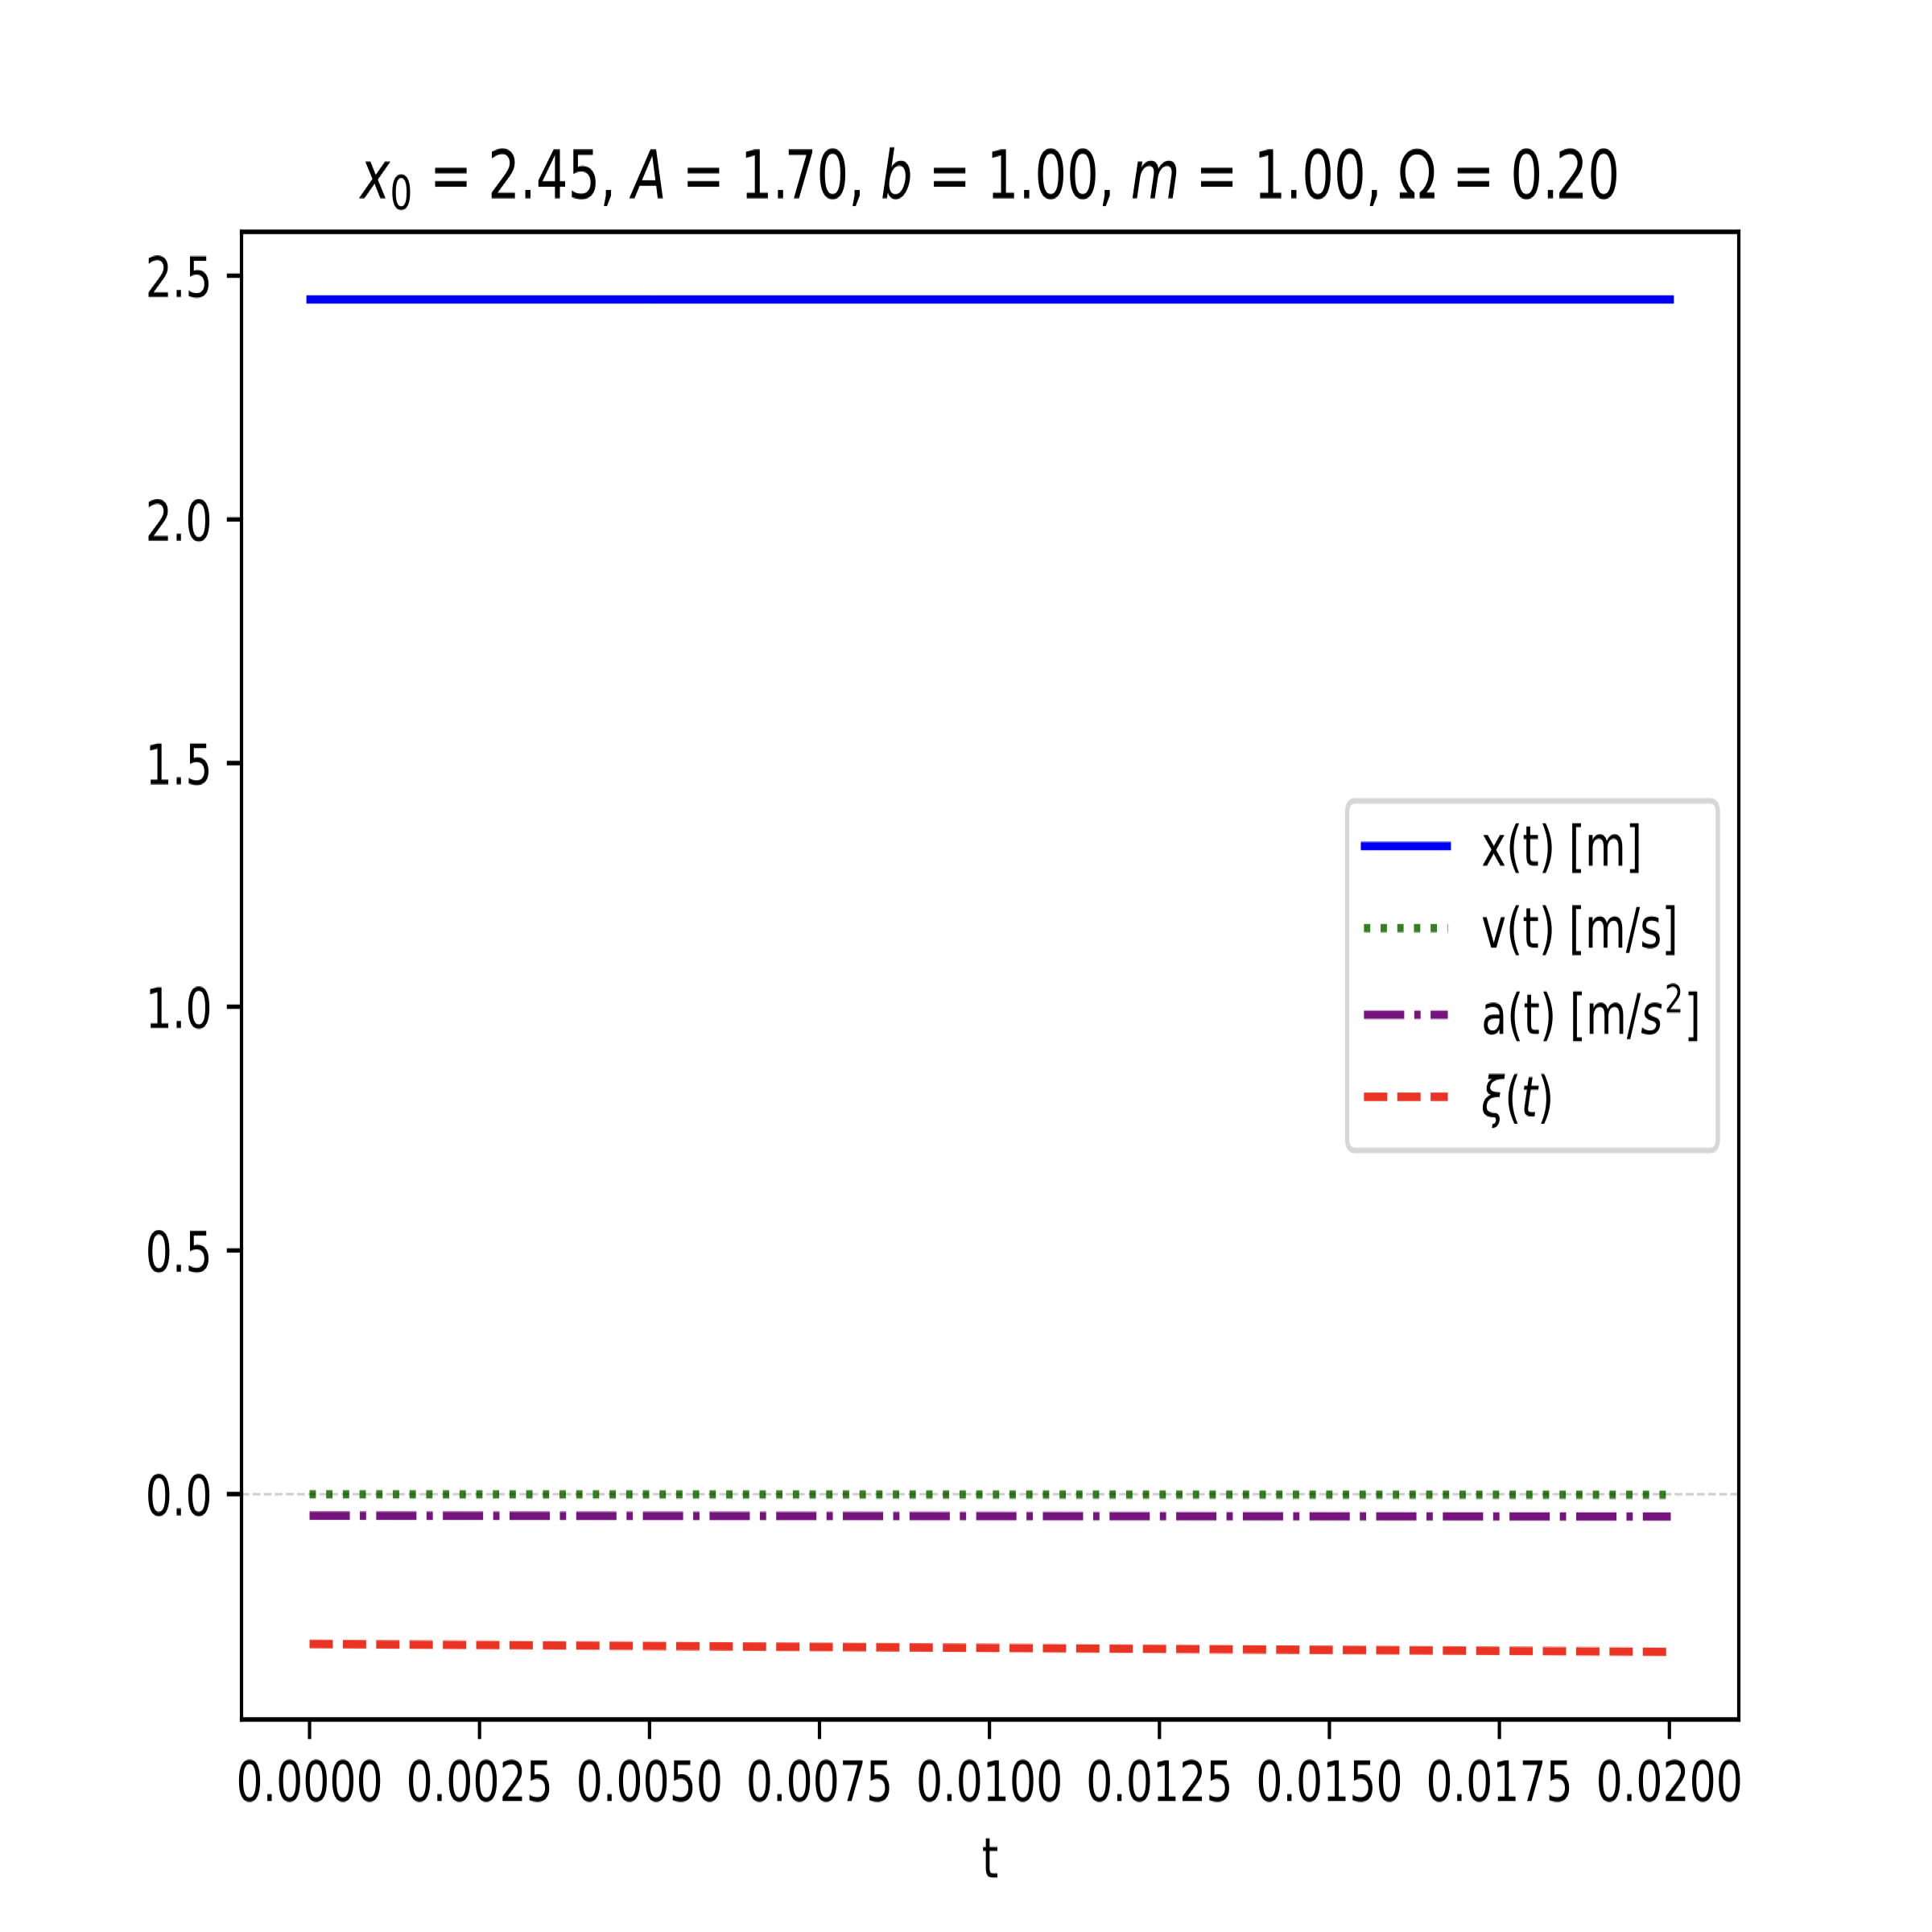 x₀ = 2.45, A = 1.70, b = 1.00, m = 1.00, Ω = 0.20
2.5
2.0
1.5
1.0
0.5
0.0
x(t) [m]
v(t) [m/s]
a(t) [m/s²]
ξ(t)
0.0000 0.0025 0.0050 0.0075 0.0100 0.0125 0.0150 0.0175 0.0200
t